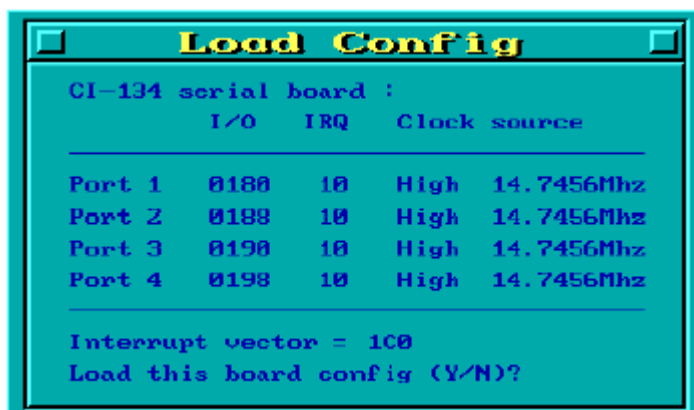 Load Config
CI-134 serial board :
I/O IRQ Clock source
Port 1 0180 10 High 14.7456Mhz
Port 2 0188 10 High 14.7456Mhz
Port 3 0190 10 High 14.7456Mhz
Port 4 0198 10 High 14.7456Mhz
Interrupt vector = 1C0
Load this board config (Y/N)?